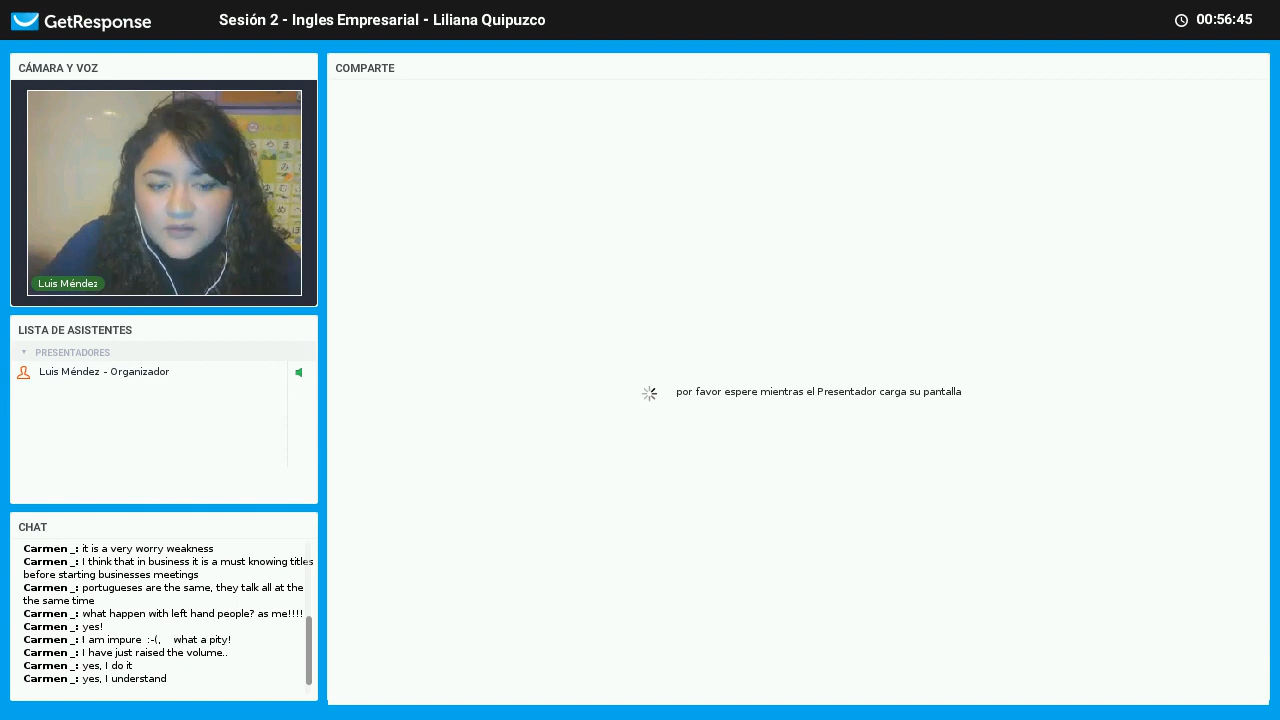 GetResponse
Sesión 2 - Ingles Empresarial - Liliana Quipuzco
00:56:45
CÁMARA Y VOZ
Luis Méndez
LISTA DE ASISTENTES
PRESENTADORES
Luis Méndez - Organizador
CHAT
Carmen _: it is a very worry weakness
Carmen _: I think that in business it is a must knowing titles
before starting businesses meetings
Carmen _: portugueses are the same, they talk all at the
the same time
Carmen _: what happen with left hand people? as me!!!!
Carmen _: yes!
Carmen _: I am impure :-(, what a pity!
Carmen _: I have just raised the volume..
Carmen _: yes, I do it
Carmen _: yes, I understand
COMPARTE
por favor espere mientras el Presentador carga su pantalla